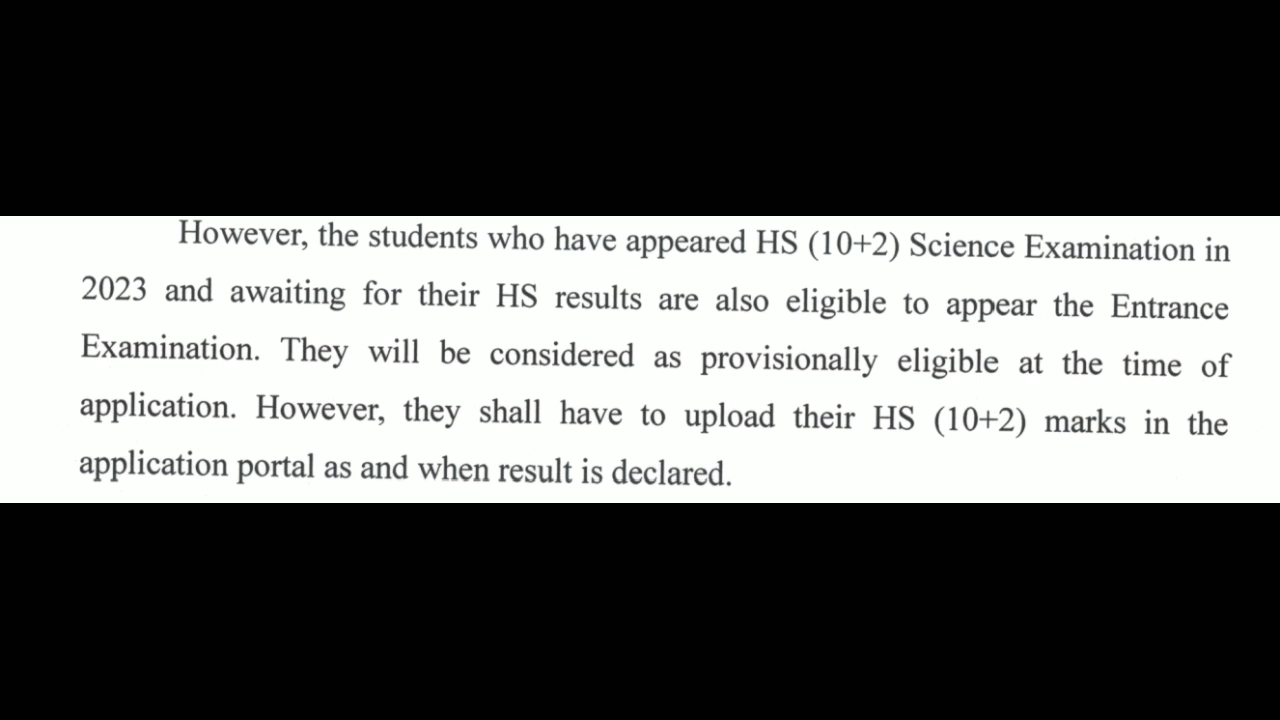 However, the students who have appeared HS (10+2) Science Examination in
2023 and awaiting for their HS results are also eligible to appear the Entrance
Examination. They will be considered as provisionally eligible at the time of
application. However, they shall have to upload their HS (10+2) marks in the
application portal as and when result is declared.